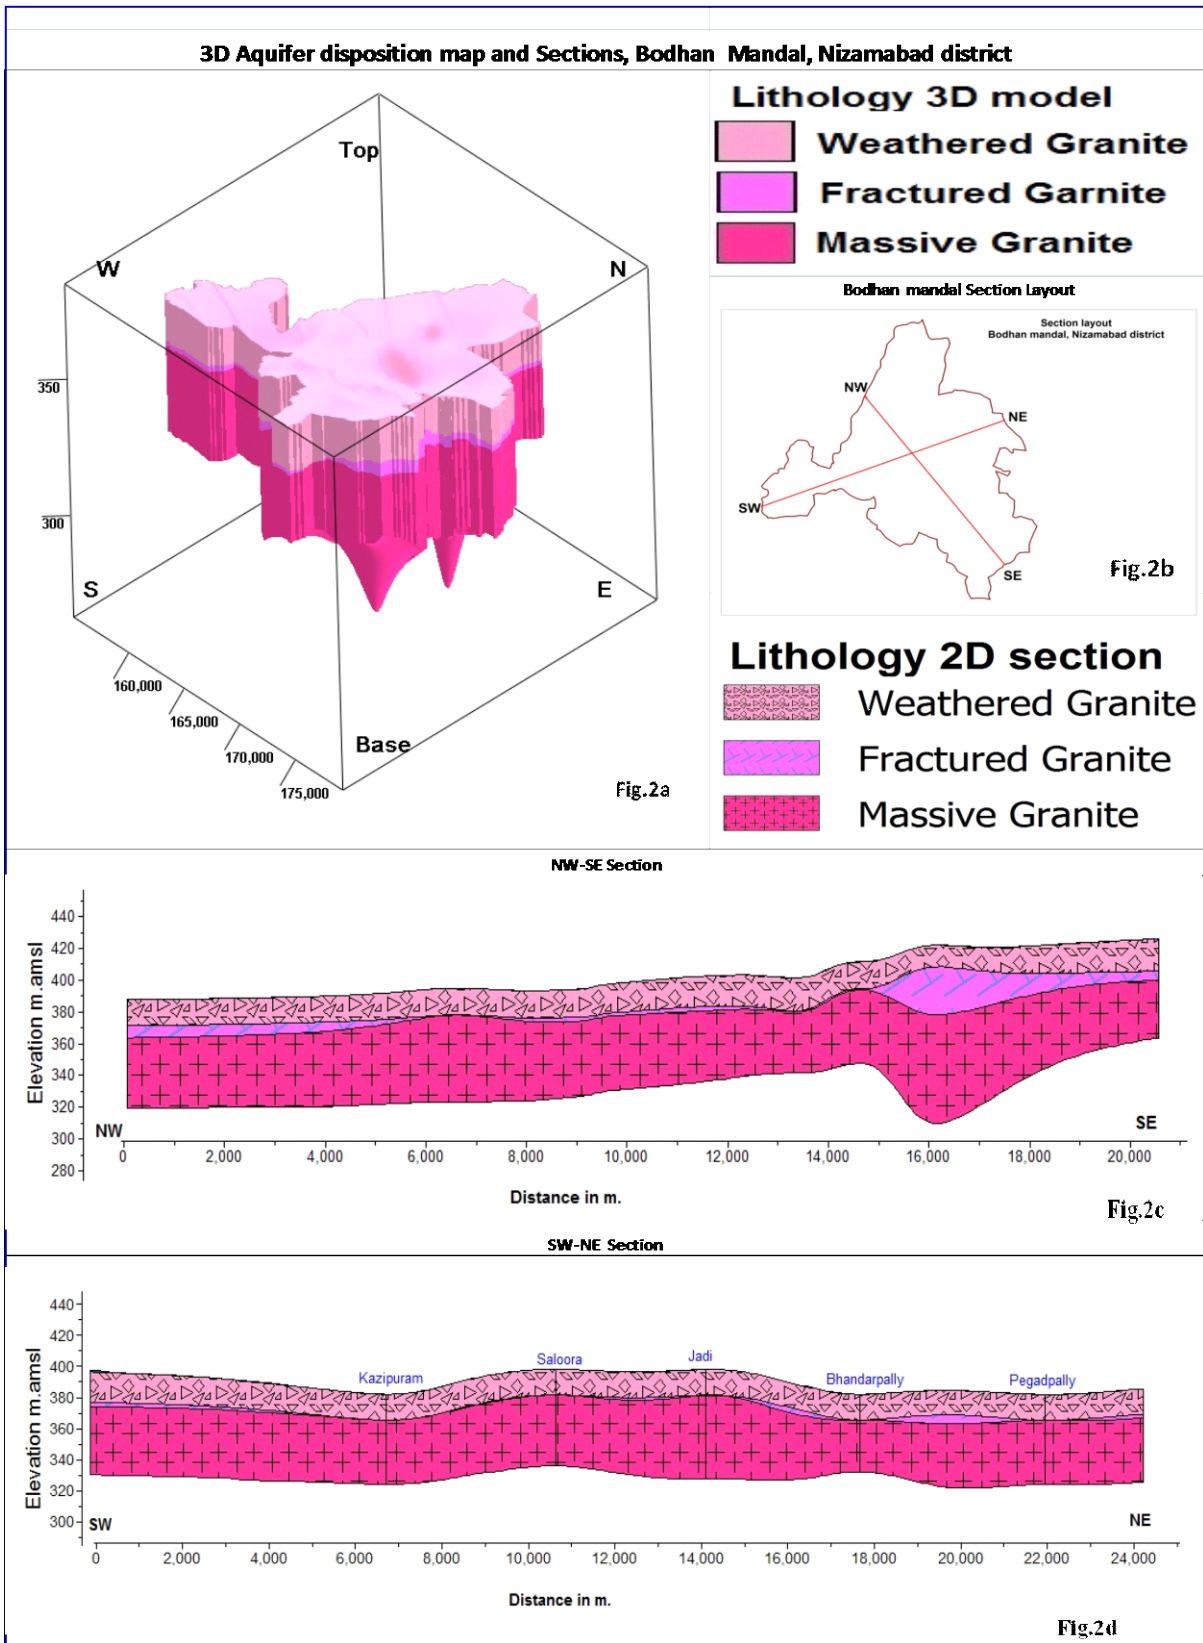 3D Aquifer disposition map and Sections, Bodhan Mandal, Nizamabad district
Top
W
N
350
300
S
E
160,000
165,000
170,000
175,000
Base
Fig.2a
Lithology 3D model
Weathered Granite
Fractured Garnite
Massive Granite
Bodhan mandal Section Layout
Section layout
Bodhan mandal, Nizamabad district
NW
NE
SW
SE
Fig.2b
Lithology 2D section
Weathered Granite
Fractured Granite
Massive Granite
NW-SE Section
Elevation m.amsl
440
420
400
380
360
340
320
300
280
NW
SE
0 2,000 4,000 6,000 8,000 10,000 12,000 14,000 16,000 18,000 20,000
Distance in m.
Fig.2c
SW-NE Section
Elevation m.amsl
440
420
400
380
360
340
320
300
Kazipuram
Saloora
Jadi
Bhandarpally
Pegadpally
SW
NE
0 2,000 4,000 6,000 8,000 10,000 12,000 14,000 16,000 18,000 20,000 22,000 24,000
Distance in m.
Fig.2d